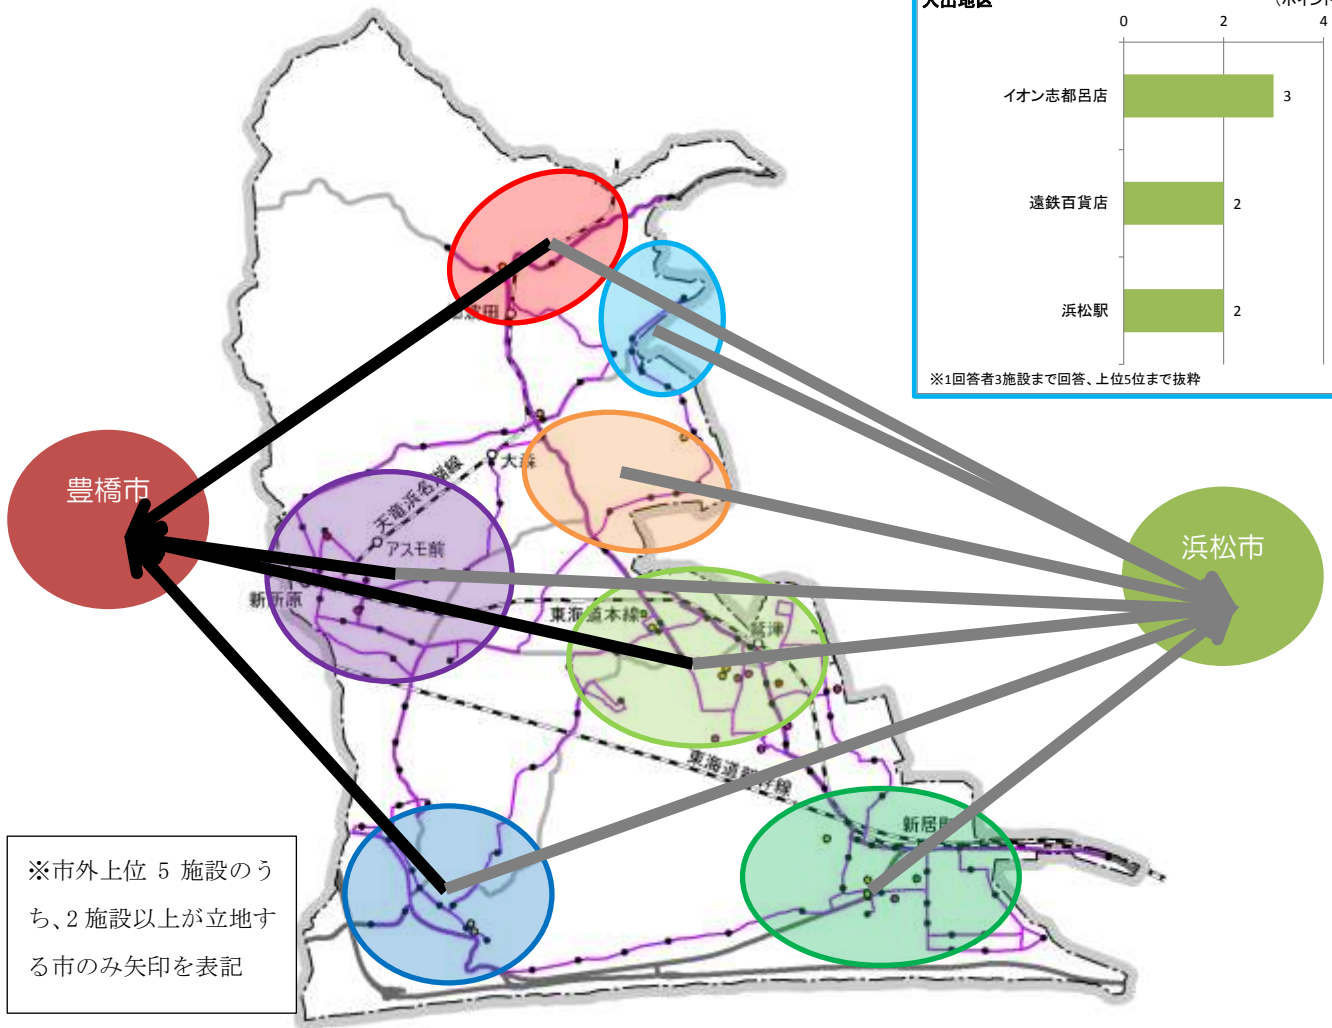 (ポイント
0
2
4
イオン志都呂店
3
遠鉄百貨店
2
浜松駅
2
※1回答者3施設まで回答、上位5位まで抜粋
大森
天竜浜名湖線
アスモ前
豊橋市
浜松市
新所原
東海道本線
鷲津
東海道新幹線
新居町
※市外上位 5 施設のう
ち、2 施設以上が立地す
る市のみ矢印を表記